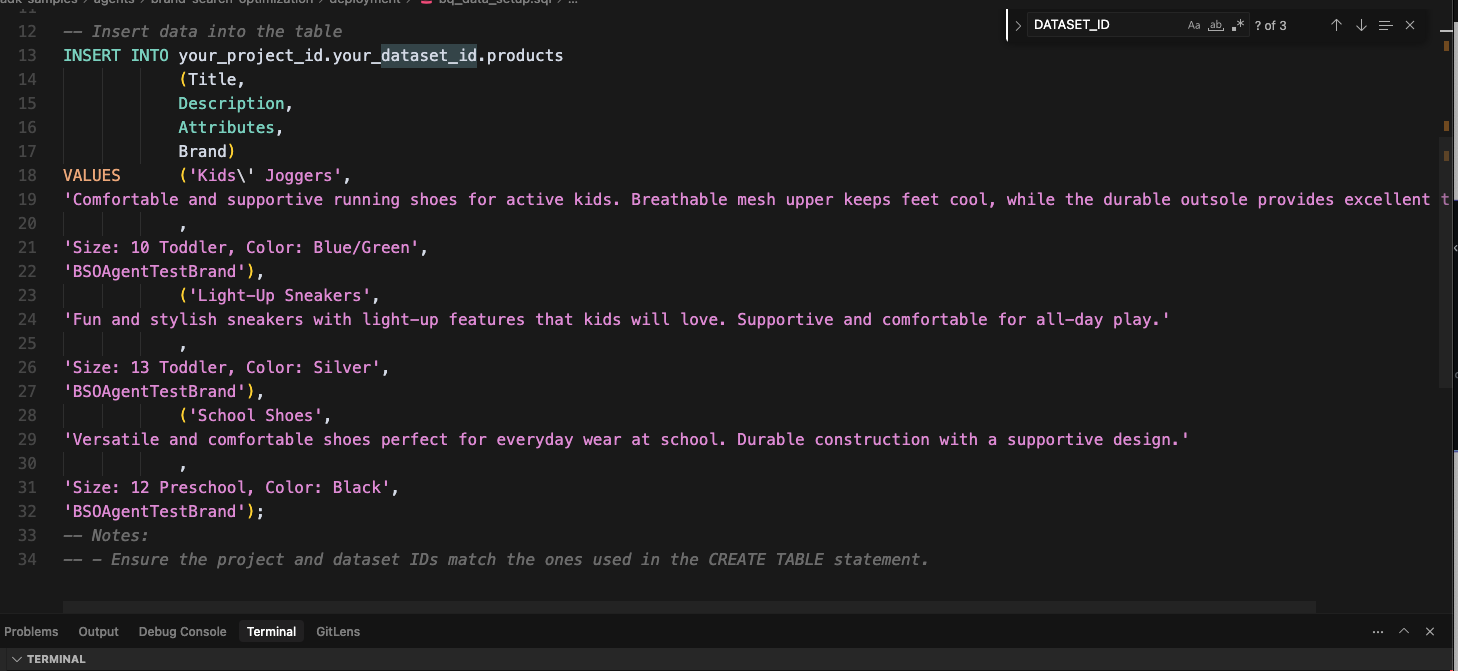 adk-samples > agents > brand-search-optimization > deployment > bq_data_setup.sql > ...
DATASET_ID Aa ab .* ? of 3
11
12 -- Insert data into the table
13 INSERT INTO your_project_id.your_dataset_id.products
14 (Title,
15 Description,
16 Attributes,
17 Brand)
18 VALUES ('Kids\' Joggers',
19 'Comfortable and supportive running shoes for active kids. Breathable mesh upper keeps feet cool, while the durable outsole provides excellent t
20 ,
21 'Size: 10 Toddler, Color: Blue/Green',
22 'BSOAgentTestBrand'),
23 ('Light-Up Sneakers',
24 'Fun and stylish sneakers with light-up features that kids will love. Supportive and comfortable for all-day play.'
25 ,
26 'Size: 13 Toddler, Color: Silver',
27 'BSOAgentTestBrand'),
28 ('School Shoes',
29 'Versatile and comfortable shoes perfect for everyday wear at school. Durable construction with a supportive design.'
30 ,
31 'Size: 12 Preschool, Color: Black',
32 'BSOAgentTestBrand');
33 -- Notes:
34 -- - Ensure the project and dataset IDs match the ones used in the CREATE TABLE statement.
Problems Output Debug Console Terminal GitLens
TERMINAL